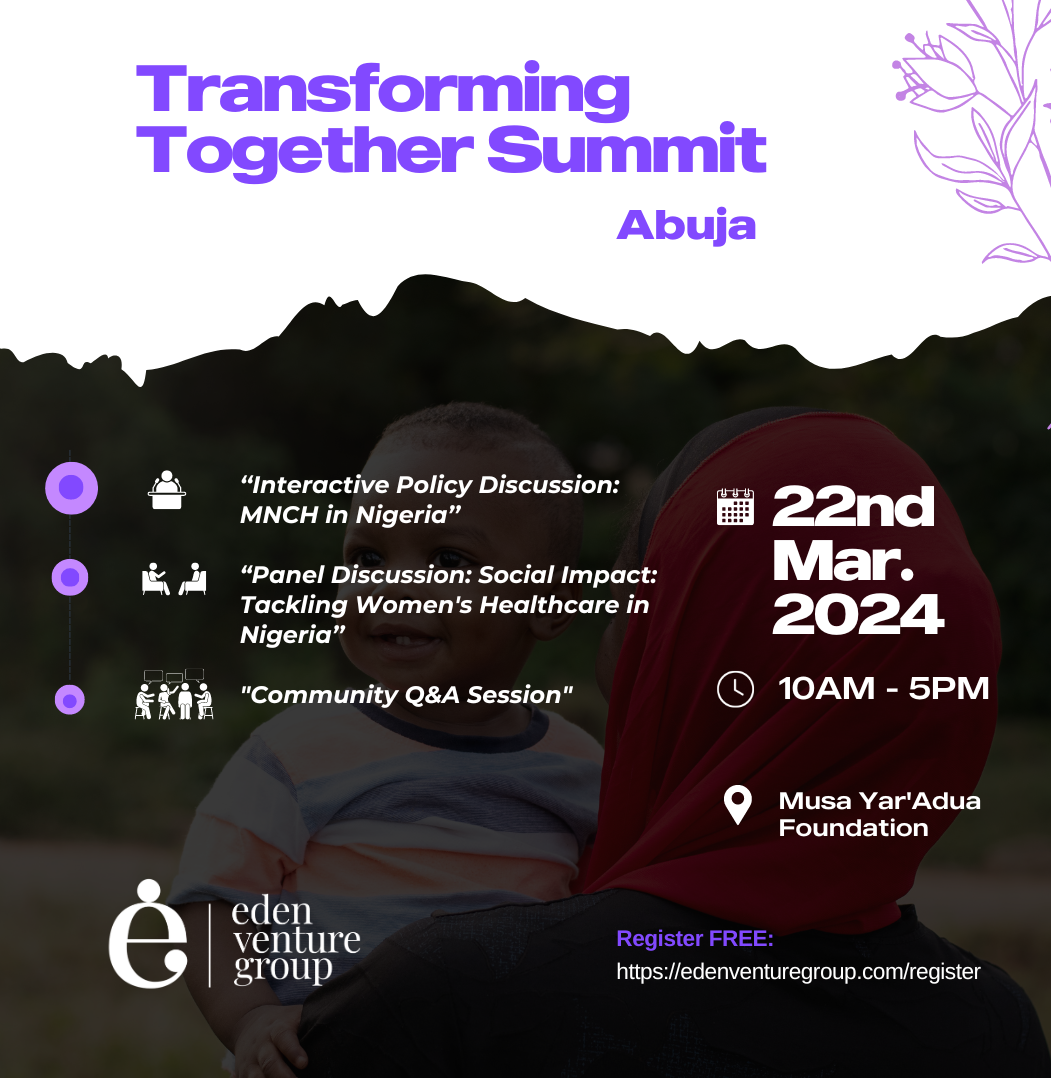 Transforming
Together Summit
Abuja
“Interactive Policy Discussion:
MNCH in Nigeria”
“Panel Discussion: Social Impact:
Tackling Women's Healthcare in
Nigeria”
"Community Q&A Session"
22nd
Mar.
2024
10AM - 5PM
Musa Yar'Adua
Foundation
e
eden
venture
group
Register FREE:
https://edenventuregroup.com/register